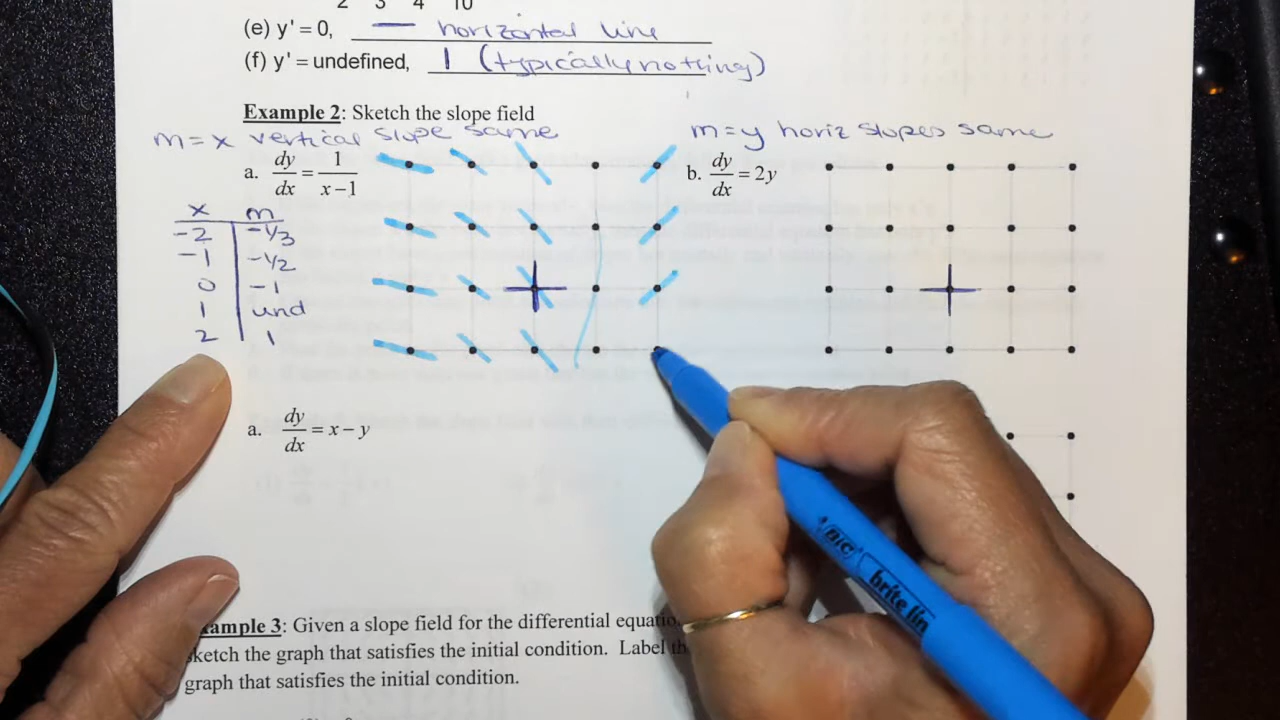 2 3 4 10
(e) y' = 0, — horizontal line
(f) y' = undefined, | (typically nothing)
Example 2: Sketch the slope field
m = x vertical slope same
m = y horiz slopes same
a. dy/dx = 1/(x-1)
b. dy/dx = 2y
x m
-2 -1/3
-1 -1/2
0 -1
1 und
2 1
a. dy/dx = x - y
BIC brite lin
ample 3: Given a slope field for the differential equatio
sketch the graph that satisfies the initial condition. Label th
graph that satisfies the initial condition.